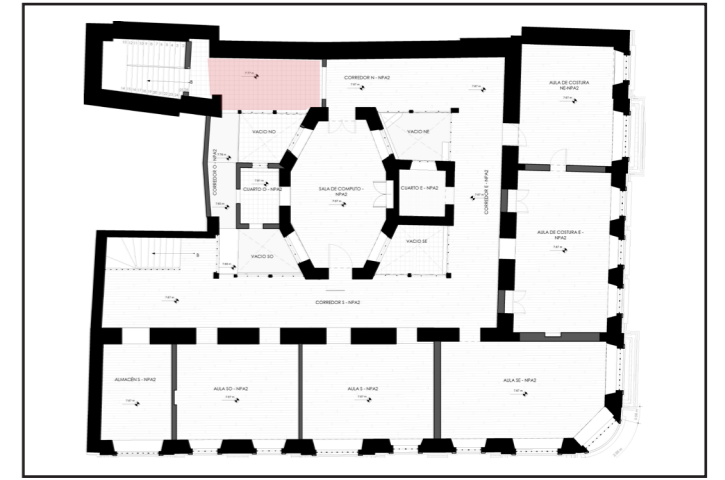 CORREDOR N - NPA2
AULA DE COSTURA
NE-NPA2
VACIO NO
VACIO NE
CORREDOR O - NPA2
CUARTO O - NPA2
SALA DE COMPUTO -
NPA2
CUARTO E - NPA2
CORREDOR E - NPA2
AULA DE COSTURA E -
NPA2
VACIO SO
VACIO SE
B
B
CORREDOR S - NPA2
ALMACÉN S - NPA2
AULA SO - NPA2
AULA S - NPA2
AULA SE - NPA2